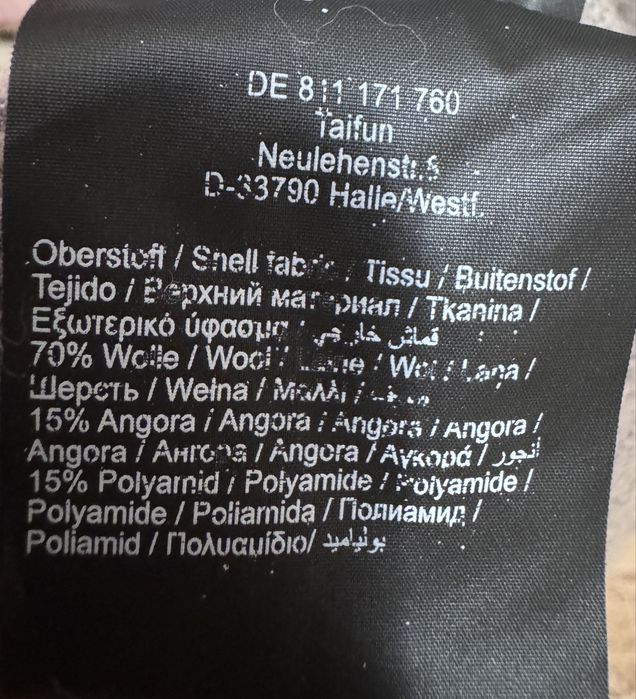 DE 811 171 760
Taifun
Neulehenstr.5
D-33790 Halle/Westf.
Oberstoff / Shell fabric / Tissu / Buitenstof /
Tejido / Верхний материал / Tkanina /
Εξωτερικό ύφασμα / قماش خارجي
70% Wolle / Wool / Laine / Wol / Lana /
Шерсть / Wełna / Μαλλί /
15% Angora / Angora / Angora / Angora /
Angora / Ангора / Angora / Αγκορά / أنجور
15% Polyamid / Polyamide / Polyamide /
Polyamide / Poliamida / Полиамид /
Poliamid / Πολυαμίδιο/ بولياميد